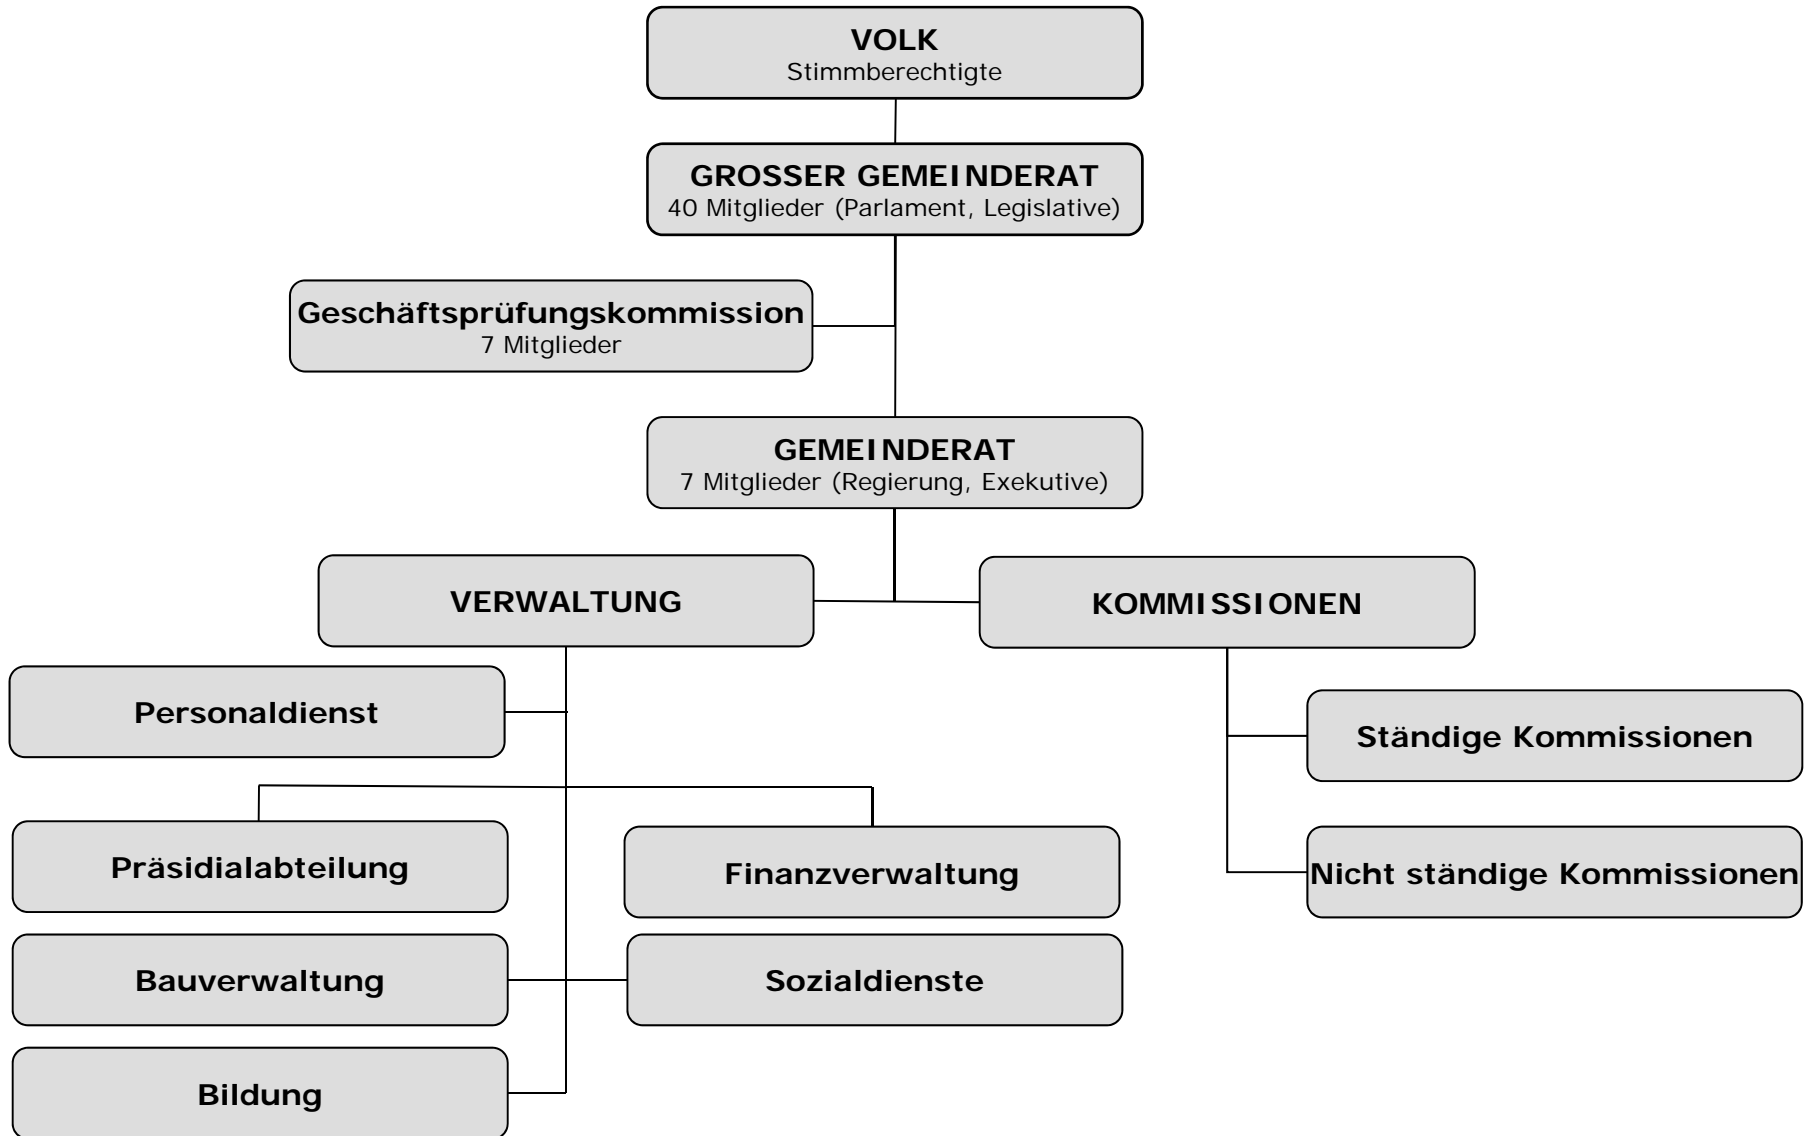 VOLK
Stimmberechtigte
GROSSER GEMEINDERAT
40 Mitglieder (Parlament, Legislative)
Geschäftsprüfungskommission
7 Mitglieder
GEMEINDERAT
7 Mitglieder (Regierung, Exekutive)
VERWALTUNG
KOMMISSIONEN
Personaldienst
Ständige Kommissionen
Präsidialabteilung
Finanzverwaltung
Nicht ständige Kommissionen
Bauverwaltung
Sozialdienste
Bildung